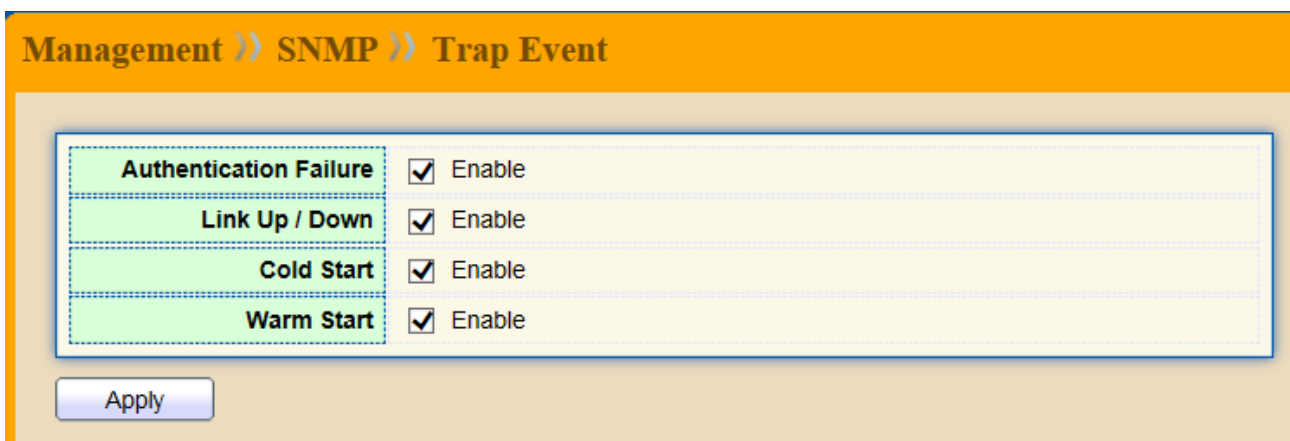 Management » SNMP » Trap Event
Authentication Failure Enable
Link Up / Down Enable
Cold Start Enable
Warm Start Enable
Apply